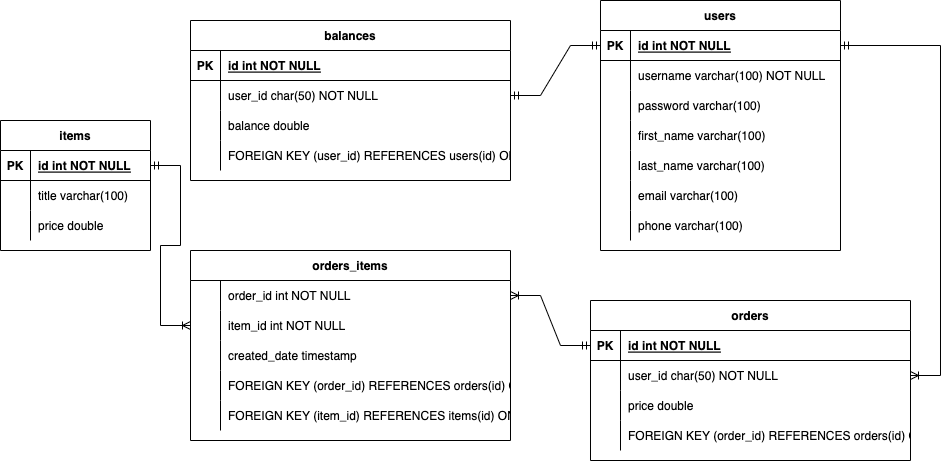 balances
PK id int NOT NULL
user_id char(50) NOT NULL
balance double
FOREIGN KEY (user_id) REFERENCES users(id)
users
PK id int NOT NULL
username varchar(100) NOT NULL
password varchar(100)
first_name varchar(100)
last_name varchar(100)
email varchar(100)
phone varchar(100)
items
PK id int NOT NULL
title varchar(100)
price double
orders_items
order_id int NOT NULL
item_id int NOT NULL
created_date timestamp
FOREIGN KEY (order_id) REFERENCES orders(id)
FOREIGN KEY (item_id) REFERENCES items(id)
orders
PK id int NOT NULL
user_id char(50) NOT NULL
price double
FOREIGN KEY (order_id) REFERENCES orders(id)